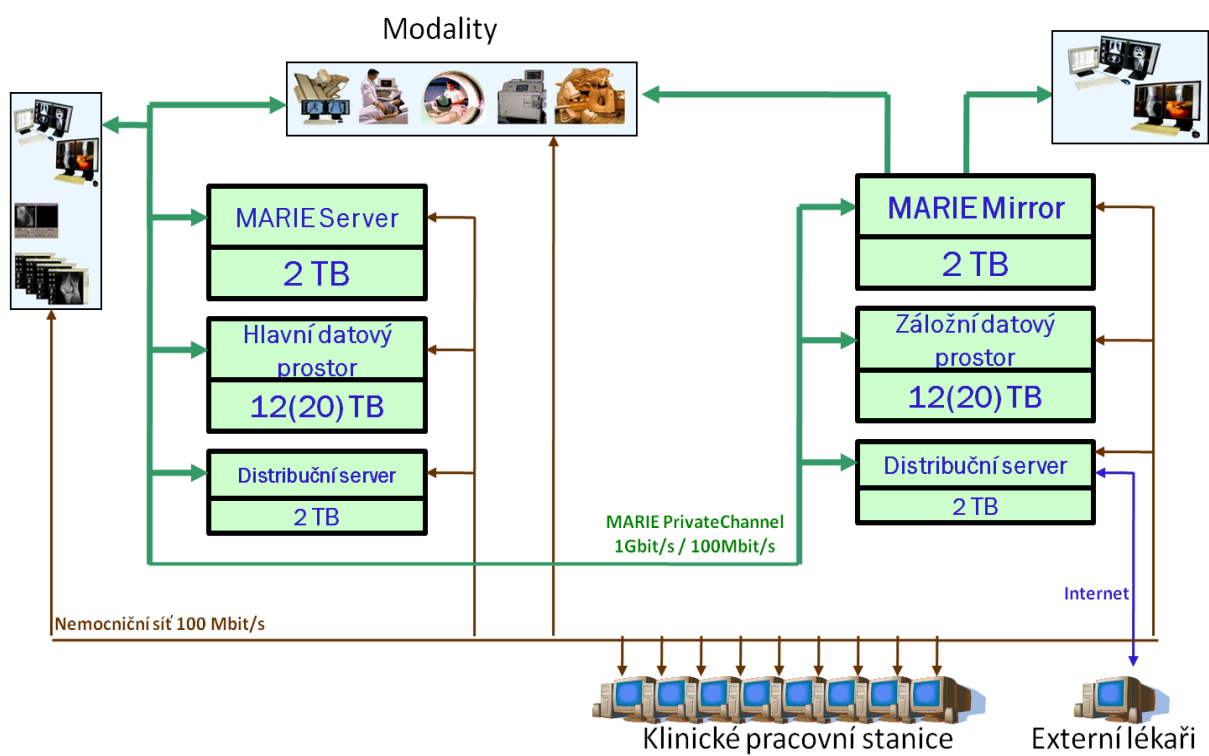 Modality
MARIE Server
2 TB
Hlavní datový
prostor
12(20) TB
Distribuční server
2 TB
MARIE Mirror
2 TB
Záložní datový
prostor
12(20) TB
Distribuční server
2 TB
MARIE PrivateChannel
1Gbit/s / 100Mbit/s
Internet
Nemocniční síť 100 Mbit/s
Klinické pracovní stanice
Externí lékaři